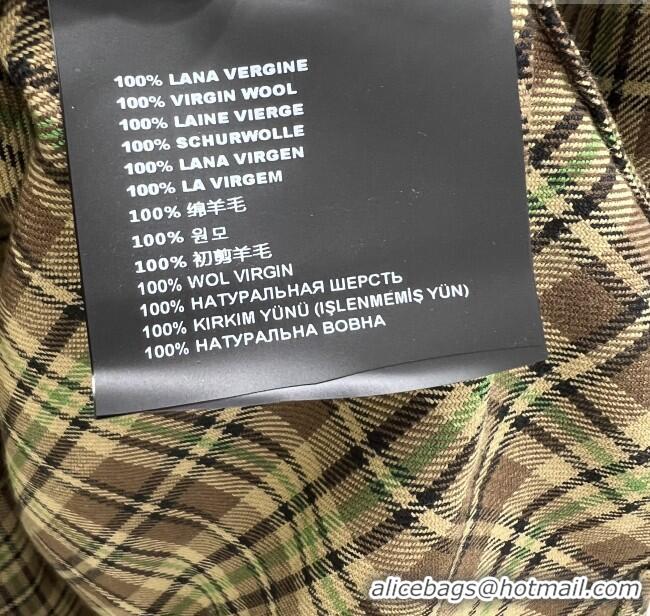 100% LANA VERGINE
100% VIRGIN WOOL
100% LAINE VIERGE
100% SCHURWOLLE
100% LANA VIRGEN
100% LA VIRGEM
100% 绵羊毛
100% 원모
100% 初剪羊毛
100% WOL VIRGIN
100% НАТУРАЛЬНАЯ ШЕРСТЬ
100% KIRKIM YÜNÜ (IŞLENMEMİŞ YÜN)
100% НАТУРАЛЬНА ВОВНА
alicebags@hotmail.com